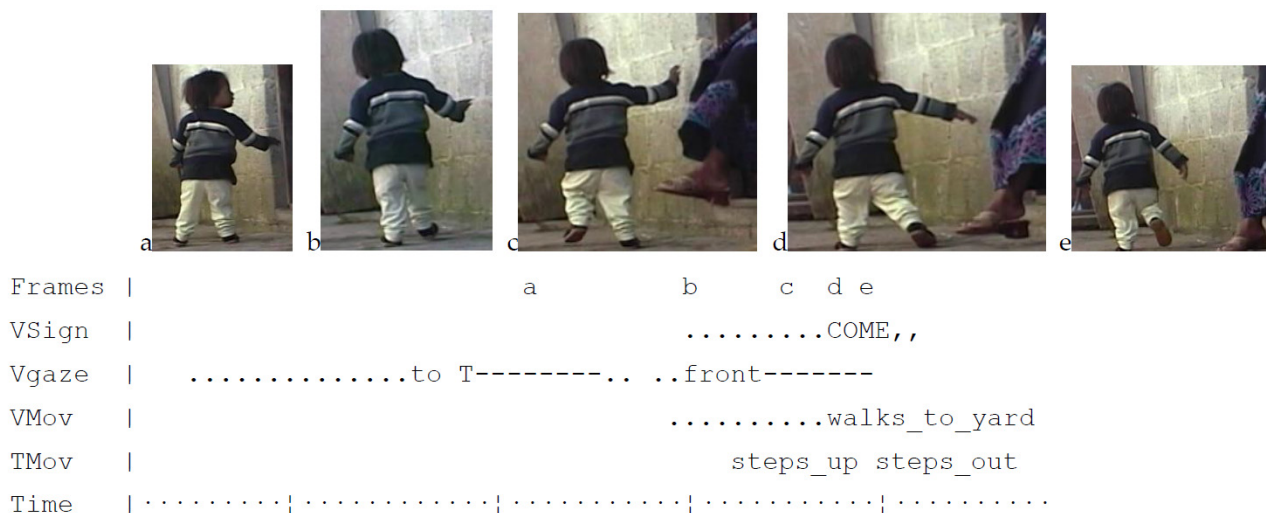 a b c d e
Frames | a b c d e
VSign | .........COME,,
Vgaze | ..............to T--------.. ..front-------
VMov | ..........walks_to_yard
TMov | steps_up steps_out
Time |·········¦············¦···········¦···········¦··········